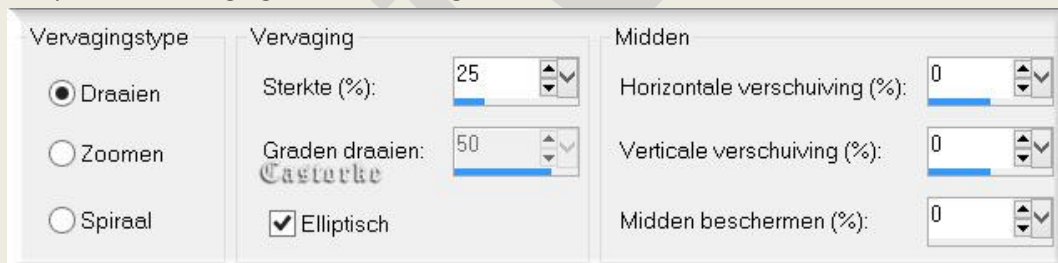 Vervagingstype
Draaien
Zoomen
Spiraal
Vervaging
Sterkte (%): 25
Graden draaien: 50
Castorke
Elliptisch
Midden
Horizontale verschuiving (%): 0
Verticale verschuiving (%): 0
Midden beschermen (%): 0